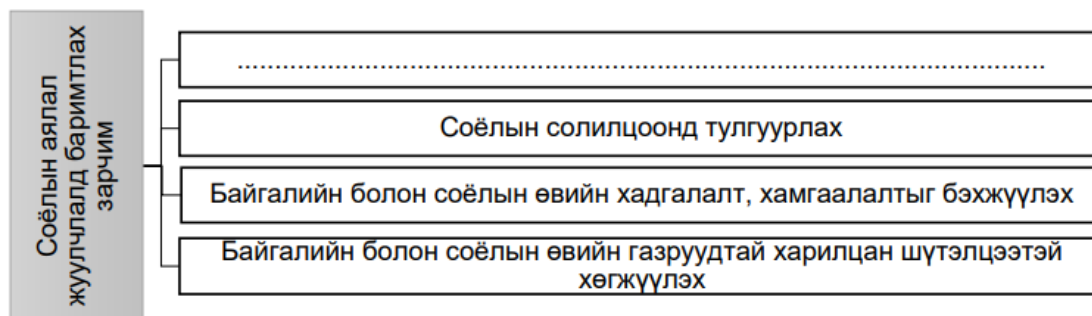 Соёлын аялал
жуулчлалд баримтлах
зарчим
....................................................................................................
Соёлын солилцоонд тулгуурлах
Байгалийн болон соёлын өвийн хадгалалт, хамгаалалтыг бэхжүүлэх
Байгалийн болон соёлын өвийн газруудтай харилцан шүтэлцээтэй
хөгжүүлэх